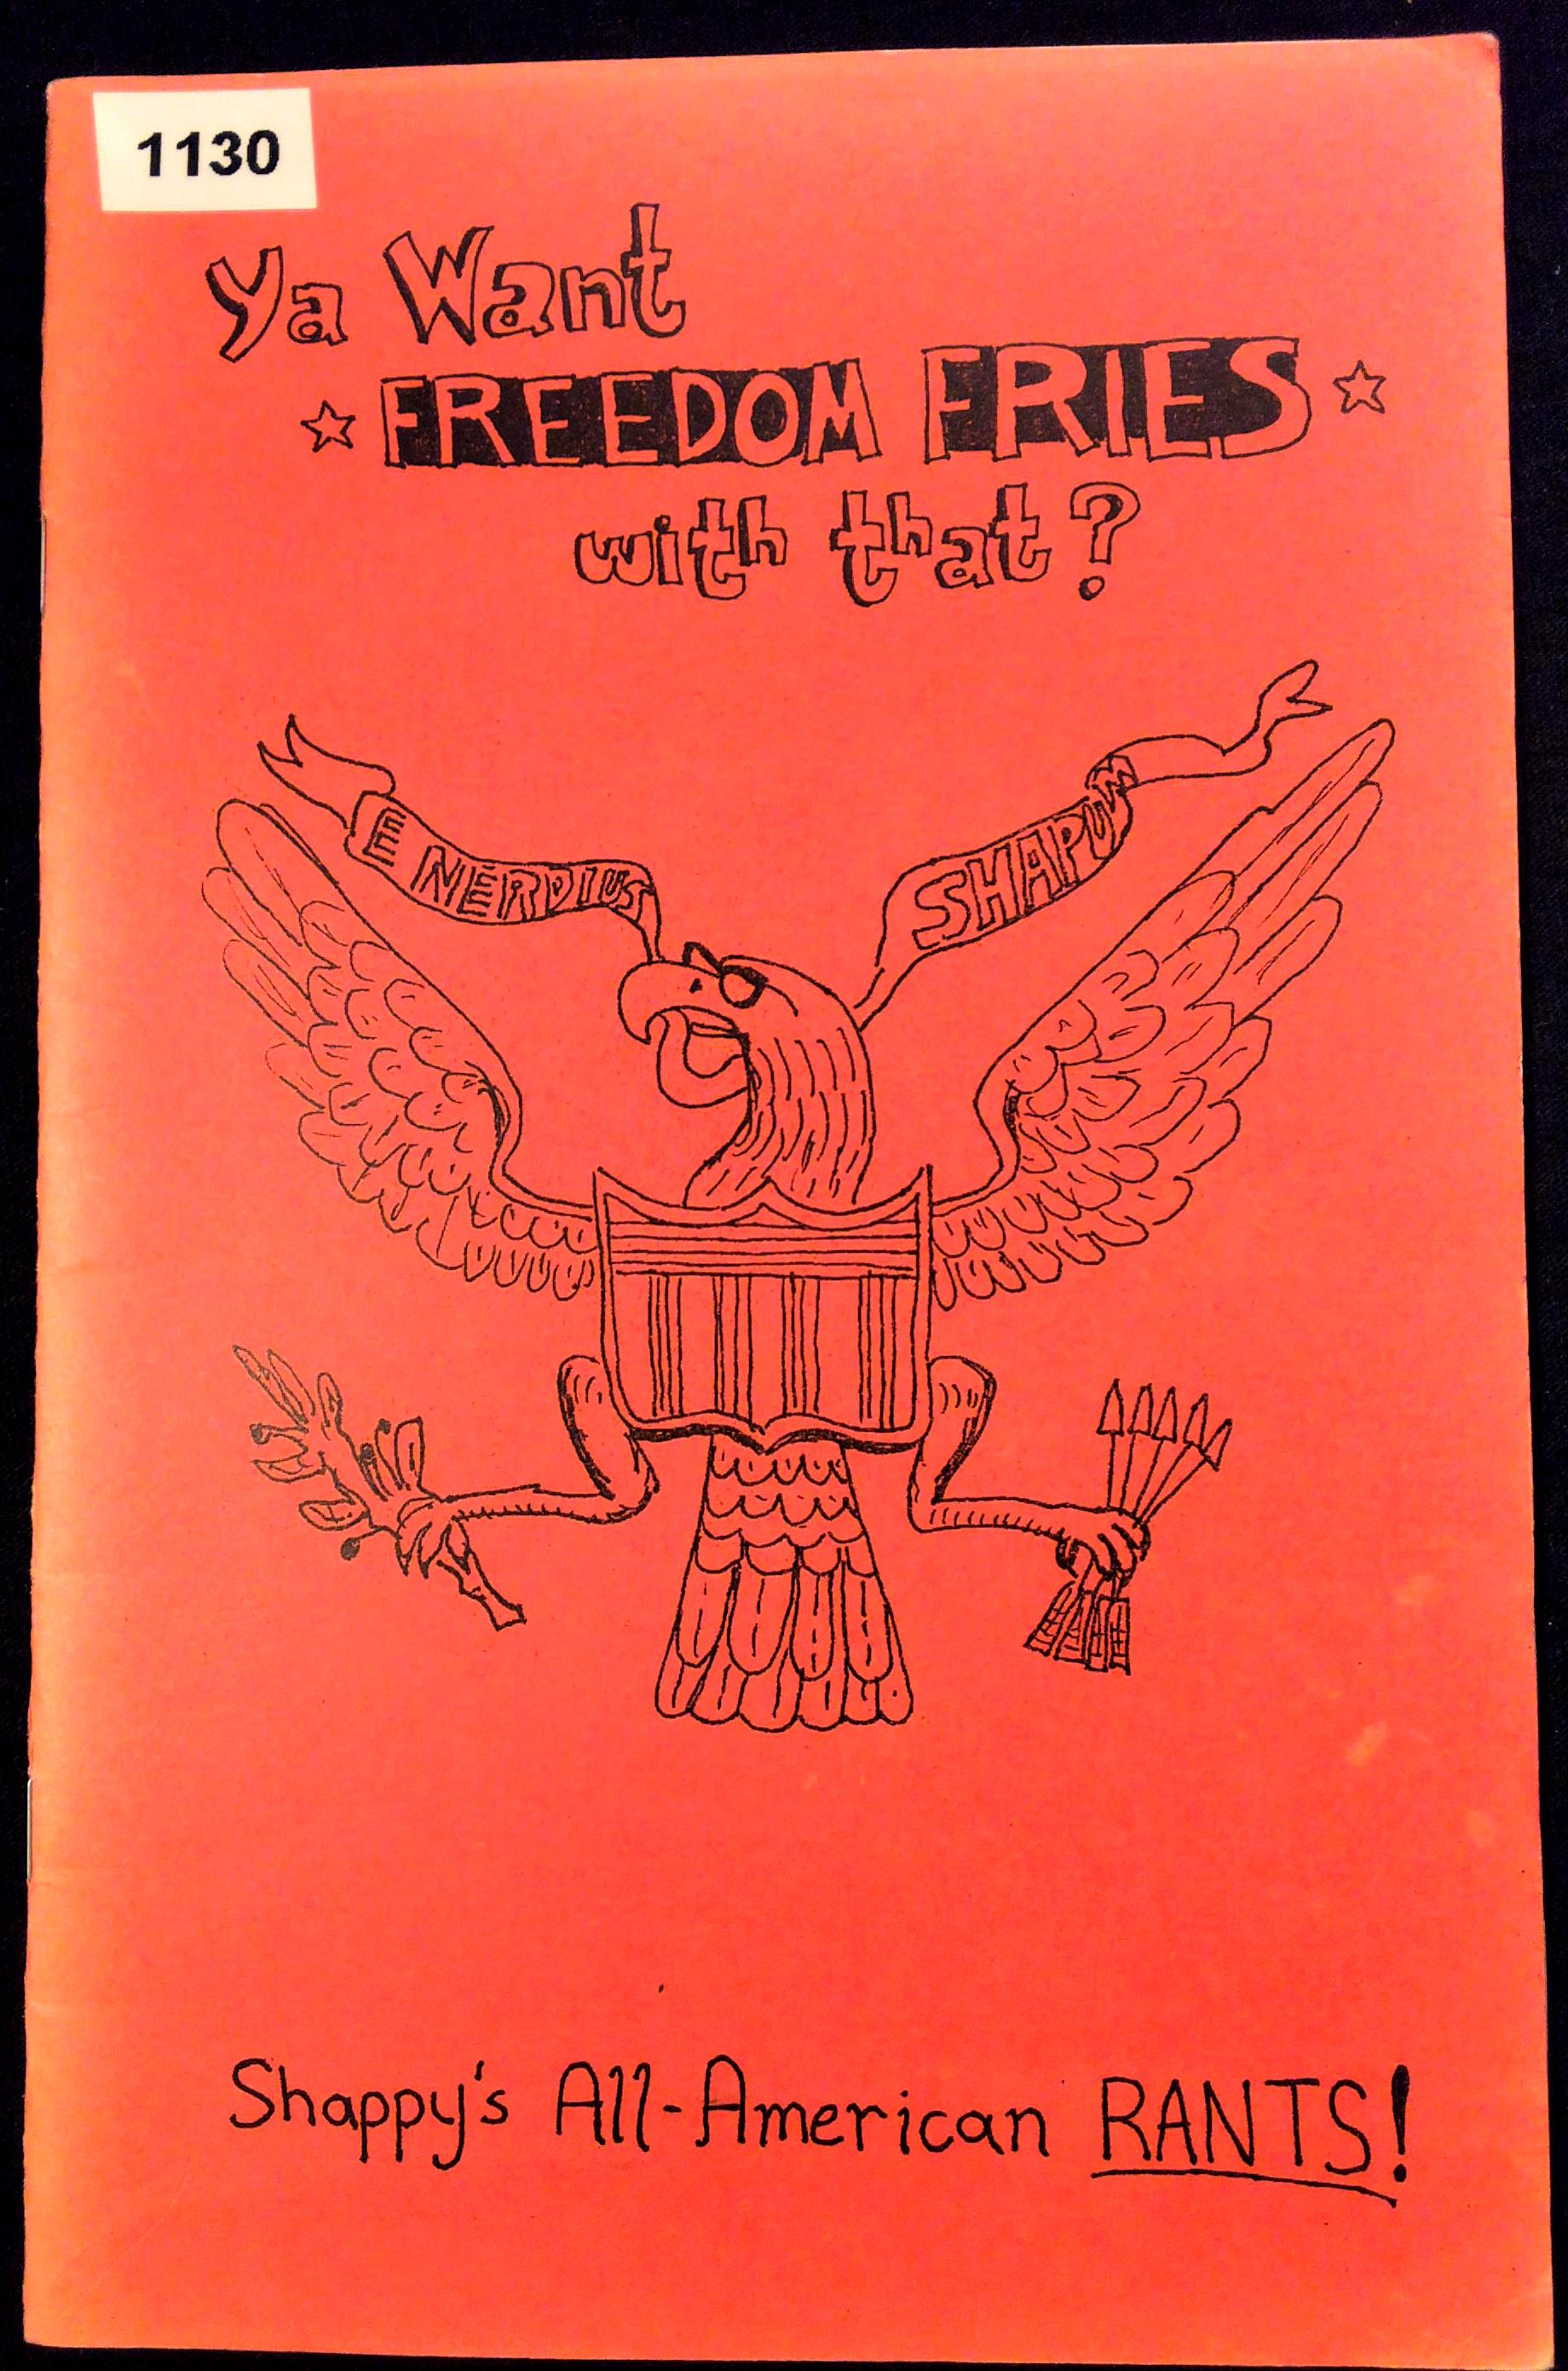 1130
Ya Want
FREEDOM FRIES
with that?
E NERDIUS
SHAPUM
Shappy's All-American RANTS!